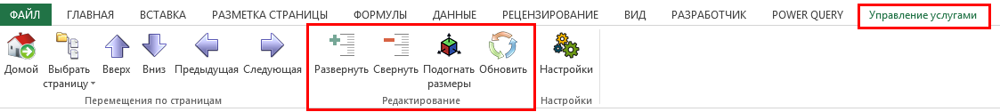 ФАЙЛ ГЛАВНАЯ ВСТАВКА РАЗМЕТКА СТРАНИЦЫ ФОРМУЛЫ ДАННЫЕ РЕЦЕНЗИРОВАНИЕ ВИД РАЗРАБОТЧИК POWER QUERY Управление услугами
Домой Выбрать Вверх Вниз Предыдущая Следующая Развернуть Свернуть Подогнать Обновить Настройки
страницу размеры
Перемещения по страницам Редактирование Настройки